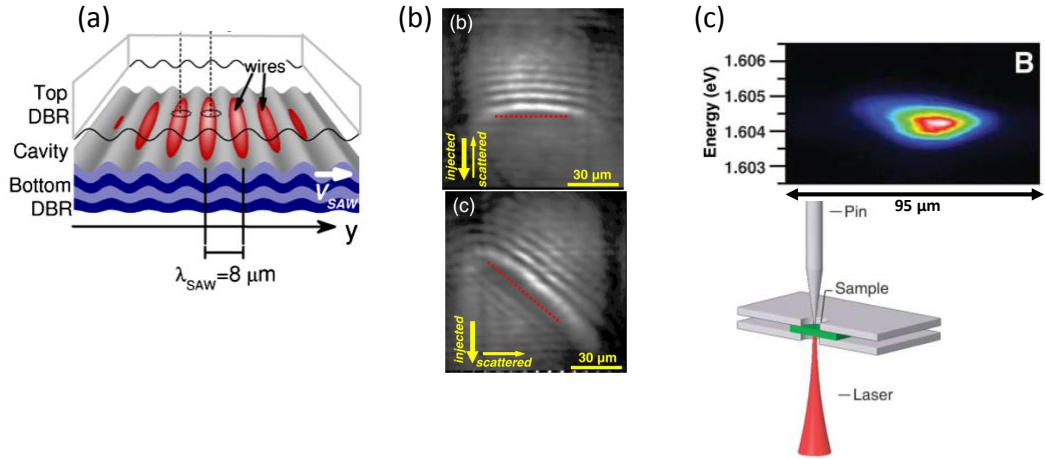 (a)
wires
Top
DBR
Cavity
Bottom
DBR
VSAW
y
λSAW=8 μm
(b)
(b)
injected
scattered
30 µm
(c)
injected
scattered
30 µm
(c)
B
Energy (eV)
1.606
1.605
1.604
1.603
95 µm
Pin
Sample
Laser